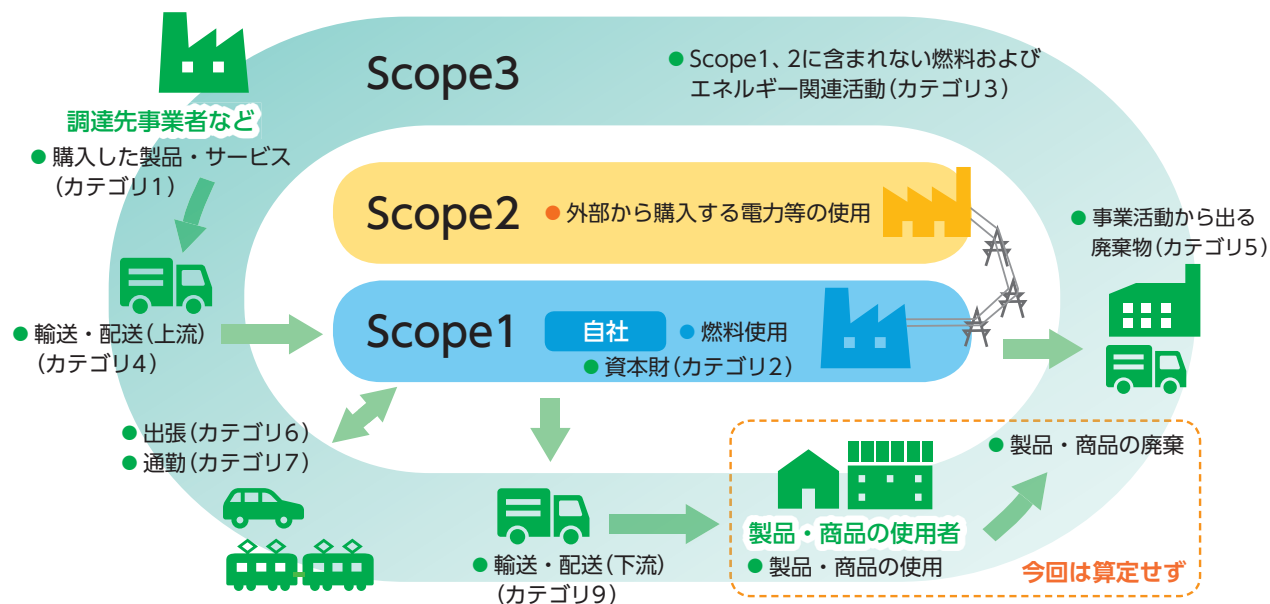 Scope3
● Scope1、2に含まれない燃料および
エネルギー関連活動(カテゴリ3)
調達先事業者など
● 購入した製品・サービス
(カテゴリ1)
Scope2
● 外部から購入する電力等の使用
● 事業活動から出る
廃棄物(カテゴリ5)
● 輸送・配送(上流)
(カテゴリ4)
Scope1
自社
● 燃料使用
● 資本財(カテゴリ2)
● 出張(カテゴリ6)
● 通勤(カテゴリ7)
● 製品・商品の廃棄
製品・商品の使用者
● 製品・商品の使用
● 輸送・配送(下流)
(カテゴリ9)
今回は算定せず